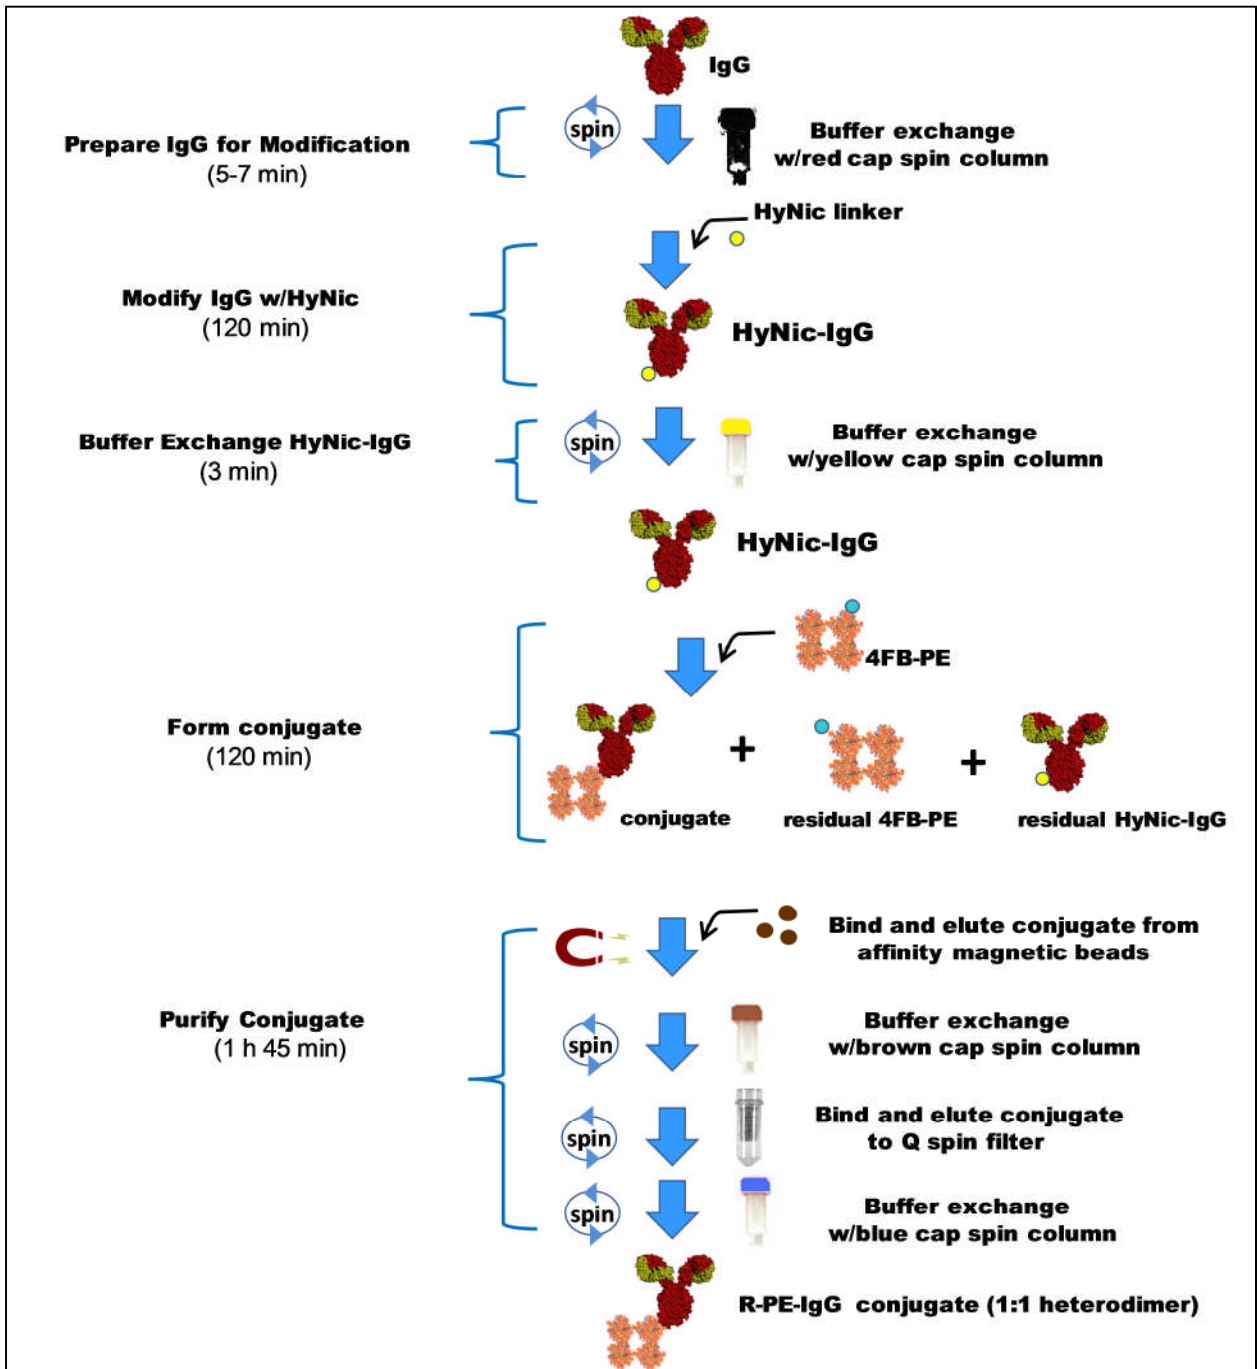 IgG
Prepare IgG for Modification
(5-7 min)
spin
Buffer exchange
w/red cap spin column
HyNic linker
Modify IgG w/HyNic
(120 min)
HyNic-IgG
Buffer Exchange HyNic-IgG
(3 min)
spin
Buffer exchange
w/yellow cap spin column
HyNic-IgG
4FB-PE
Form conjugate
(120 min)
+
+
conjugate
residual 4FB-PE
residual HyNic-IgG
Bind and elute conjugate from
affinity magnetic beads
Purify Conjugate
(1 h 45 min)
spin
Buffer exchange
w/brown cap spin column
spin
Bind and elute conjugate
to Q spin filter
spin
Buffer exchange
w/blue cap spin column
R-PE-IgG conjugate (1:1 heterodimer)